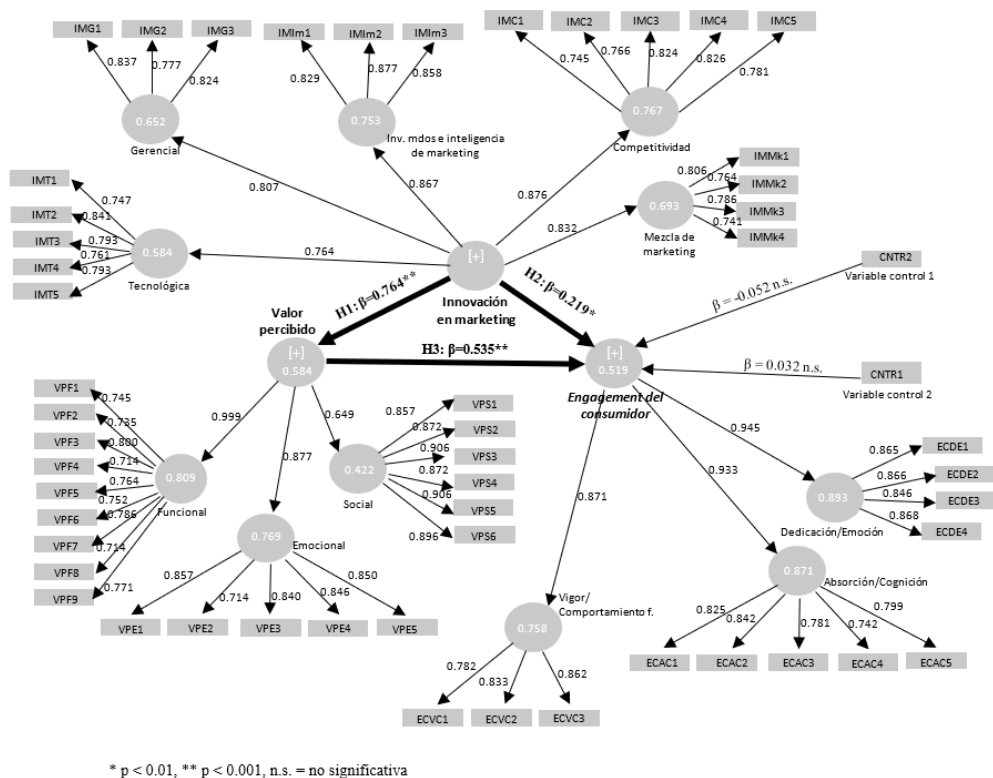 IMG1
IMG2
IMG3
0.837
0.777
0.824
0.652
Gerencial
IMIm1
IMIm2
IMIm3
0.829
0.877
0.858
0.753
Inv. mdos e inteligencia
de marketing
IMC1
IMC2
IMC3
IMC4
IMC5
0.745
0.766
0.824
0.826
0.781
0.767
Competitividad
IMMk1
IMMk2
IMMk3
IMMk4
0.806
0.764
0.786
0.741
0.693
Mezcla de
marketing
IMT1
IMT2
IMT3
IMT4
IMT5
0.747
0.841
0.793
0.761
0.793
0.584
Tecnológica
0.807
0.867
0.876
0.832
0.764
[+]
Innovación
en marketing
H1: β=0.764**
H2: β=0.219*
H3: β=0.535**
Valor
percibido
[+]
0.584
[+]
0.519
Engagement del
consumidor
CNTR2
Variable control 1
β = -0.052 n.s.
CNTR1
Variable control 2
β = 0.032 n.s.
VPF1
VPF2
VPF3
VPF4
VPF5
VPF6
VPF7
VPF8
VPF9
0.745
0.735
0.800
0.714
0.764
0.752
0.786
0.714
0.771
0.809
Funcional
0.999
0.877
0.649
VPS1
VPS2
VPS3
VPS4
VPS5
VPS6
0.857
0.872
0.906
0.872
0.906
0.896
0.422
Social
0.769
Emocional
0.857
0.714
0.840
0.846
0.850
VPE1
VPE2
VPE3
VPE4
VPE5
0.871
0.933
0.945
Vigor/
Comportamiento f.
0.758
0.782
0.833
0.862
ECVC1
ECVC2
ECVC3
0.893
Dedicación/Emoción
0.865
0.866
0.846
0.868
ECDE1
ECDE2
ECDE3
ECDE4
0.871
Absorción/Cognición
0.825
0.842
0.781
0.742
0.799
ECAC1
ECAC2
ECAC3
ECAC4
ECAC5
* p < 0.01, ** p < 0.001, n.s. = no significativa